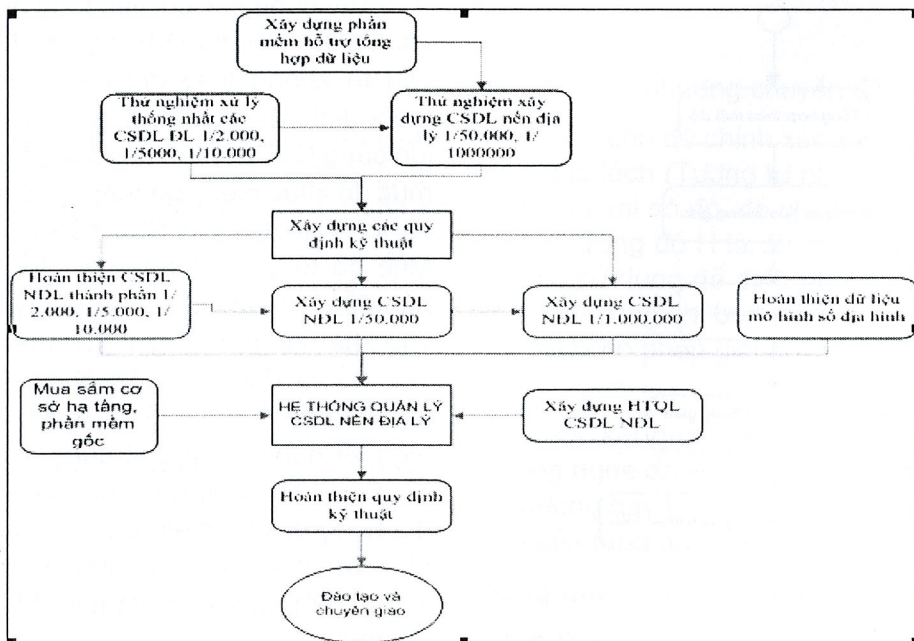 Xây dựng phần
mềm hỗ trợ tổng
hợp dữ liệu
Thử nghiệm xử lý
thống nhất các
CSDL ĐL 1/2.000,
1/5000, 1/10.000
Thử nghiệm xây
dựng CSDL nền địa
lý 1/50.000, 1/
1000000
Xây dựng các quy
định kỹ thuật
Hoàn thiện CSDL
NĐL thành phần 1/
2.000, 1/5.000, 1/
10.000
Xây dựng CSDL
NĐL 1/50.000
Xây dựng CSDL
NĐL 1/1.000.000
Hoàn thiện dữ liệu
mô hình số địa hình
Mua sắm cơ
sở hạ tầng,
phần mềm
gốc
HỆ THỐNG QUẢN LÝ
CSDL NỀN ĐỊA LÝ
Xây dựng HTQL
CSDL NĐL
Hoàn thiện quy định
kỹ thuật
Đào tạo và
chuyển giao